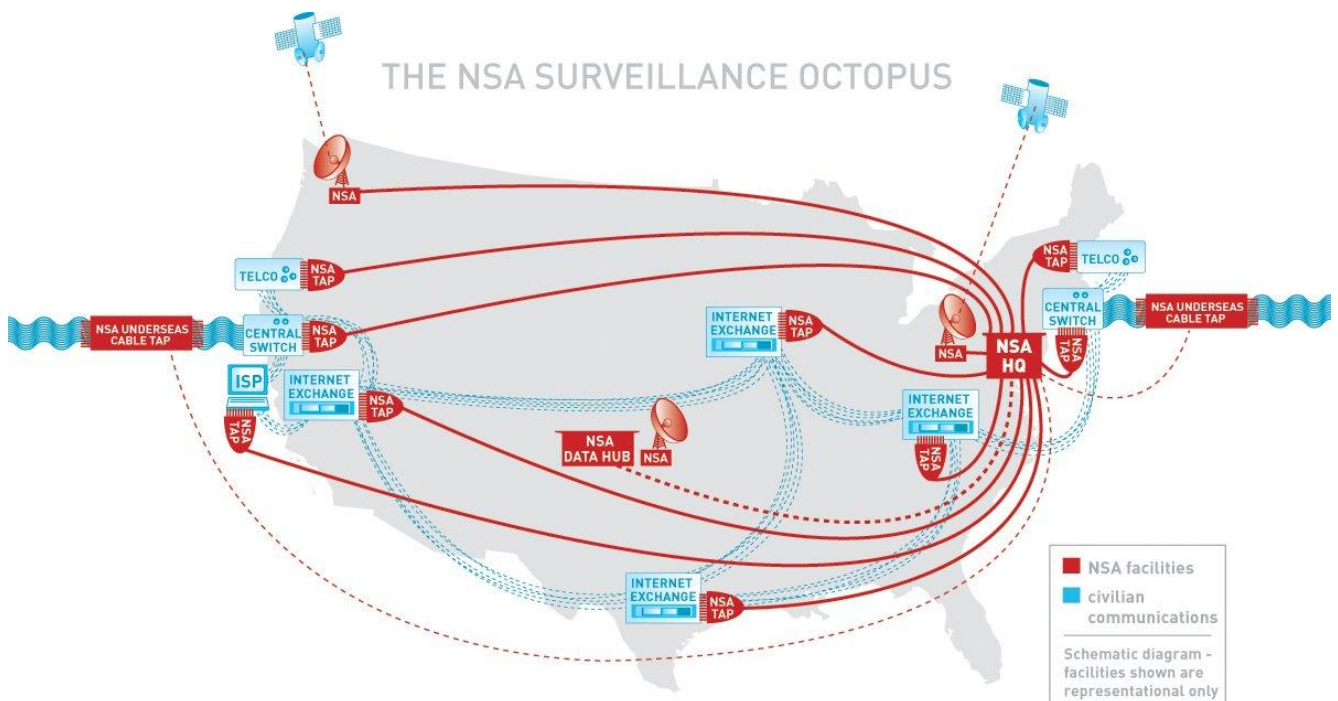 THE NSA SURVEILLANCE OCTOPUS
NSA
TELCO
NSA
TAP
NSA UNDERSEAS
CABLE TAP
CENTRAL
SWITCH
NSA
TAP
ISP
NSA
TAP
INTERNET
EXCHANGE
NSA
TAP
INTERNET
EXCHANGE
NSA
TAP
NSA
DATA HUB
NSA
INTERNET
EXCHANGE
NSA
TAP
NSA
NSA
HQ
INTERNET
EXCHANGE
NSA
TAP
NSA
TAP
TELCO
CENTRAL
SWITCH
NSA
TAP
NSA UNDERSEAS
CABLE TAP
NSA facilities
civilian
communications
Schematic diagram -
facilities shown are
representational only